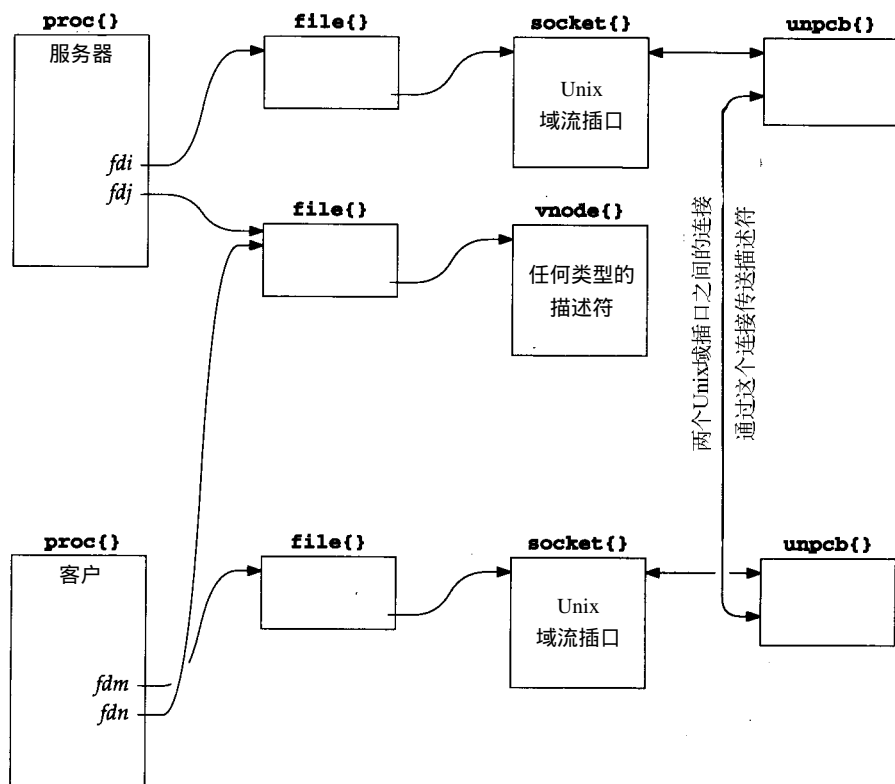 proc{}
file{}
socket{}
unpcb{}
服务器
Unix
域流插口
fdi
fdj
file{}
vnode{}
任何类型的
描述符
两个Unix域插口之间的连接
通过这个连接传送描述符
proc{}
file{}
socket{}
unpcb{}
客户
Unix
域流插口
fdm
fdn